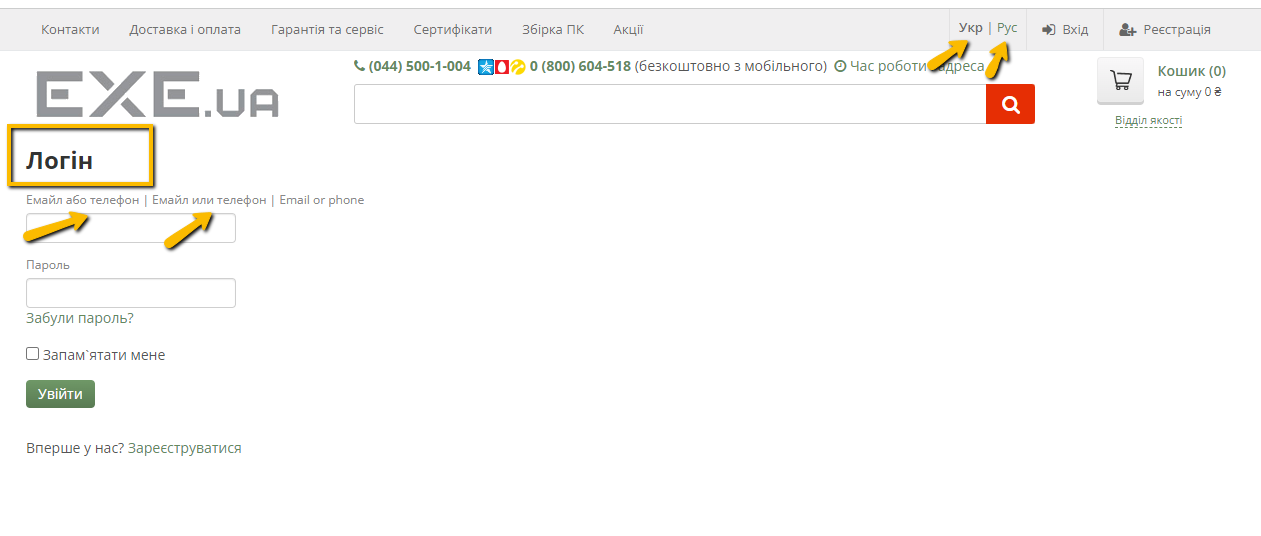 Контакти Доставка і оплата Гарантія та сервіс Сертифікати Збірка ПК Акції Укр | Рус Вхід Реєстрація
EXE.UA
(044) 500-1-004 0 (800) 604-518 (безкоштовно з мобільного) Час роботи адреса
Кошик (0)
на суму 0 ₴
Відділ якості
Логін
Емайл або телефон | Емайл или телефон | Email or phone
Пароль
Забули пароль?
Запам`ятати мене
Увійти
Вперше у нас? Зареєструватися